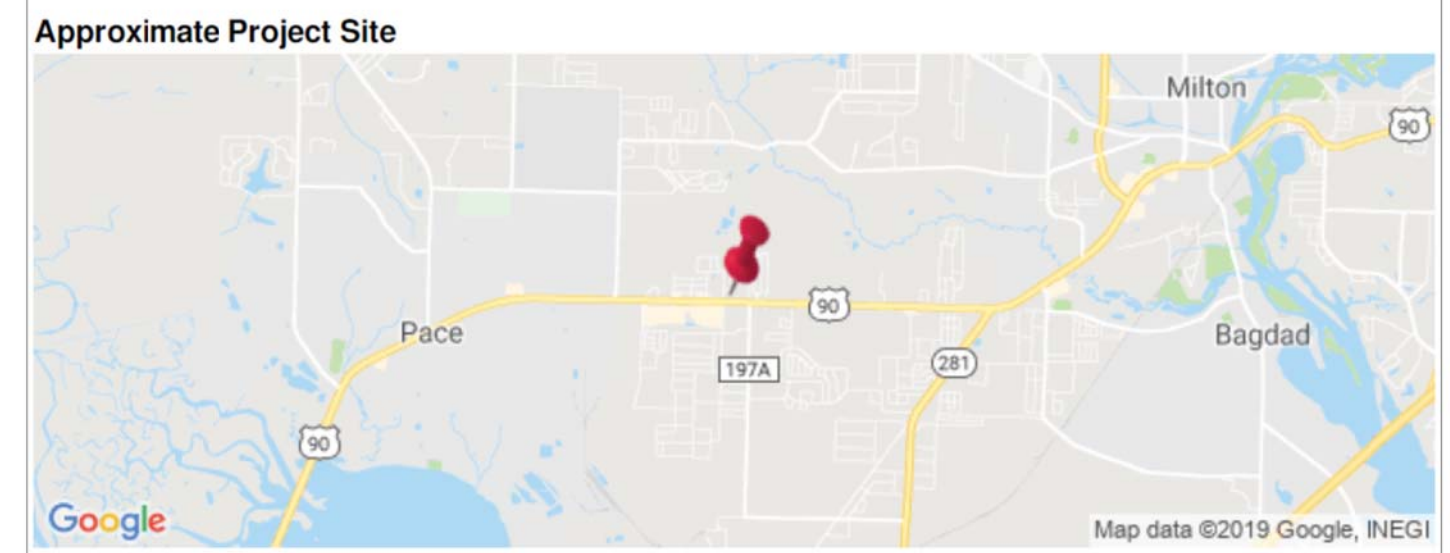 Approximate Project Site
Milton
90
90
Pace
Bagdad
197A
281
90
Google
Map data ©2019 Google, INEGI